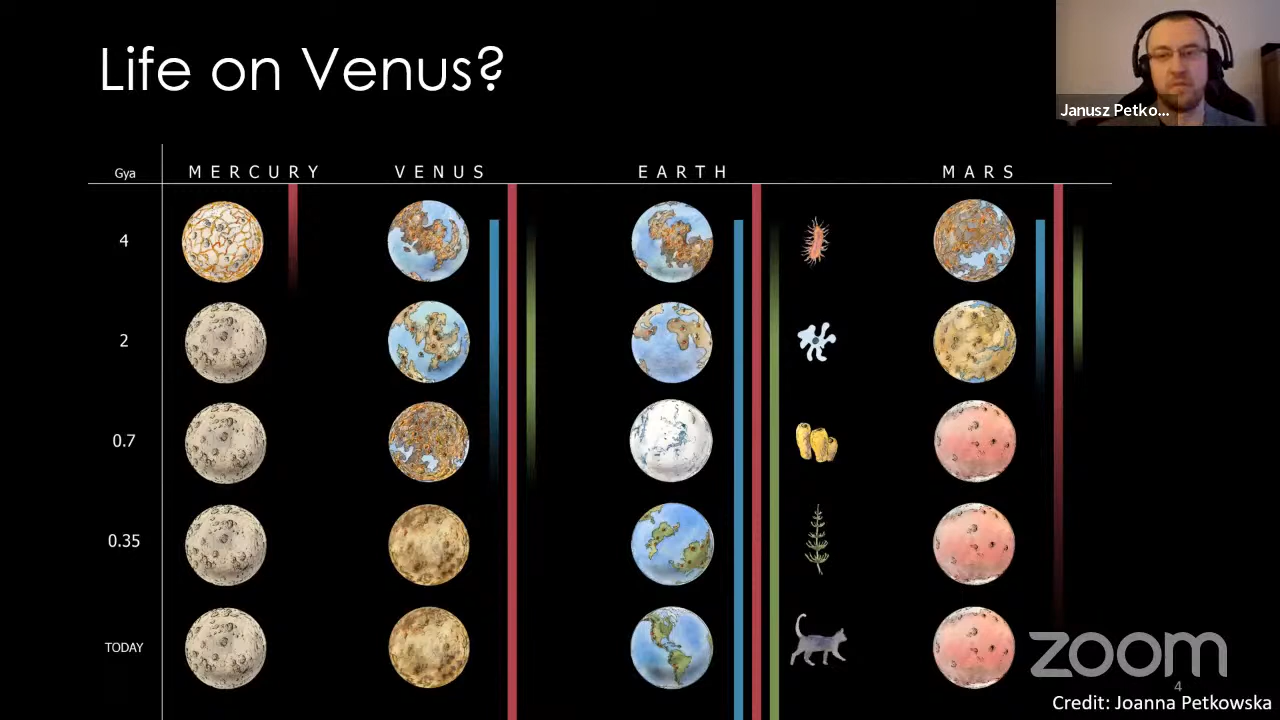 Life on Venus?
Janusz Petko...
Gya
MERCURY
VENUS
EARTH
MARS
4
2
0.7
0.35
TODAY
zoom
4
Credit: Joanna Petkowska